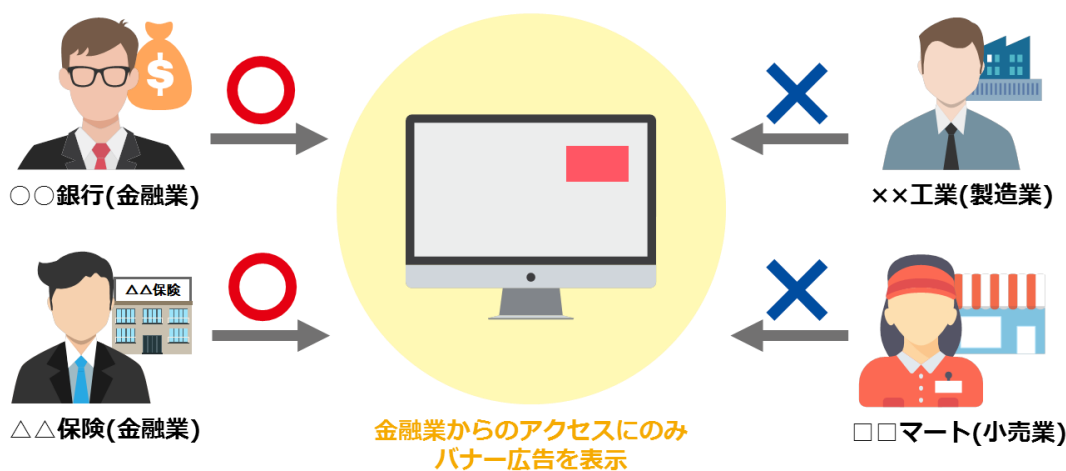 $
○○銀行(金融業)
××工業(製造業)
△△保険
△△保険(金融業)
□□マート(小売業)
金融業からのアクセスにのみ
バナー広告を表示